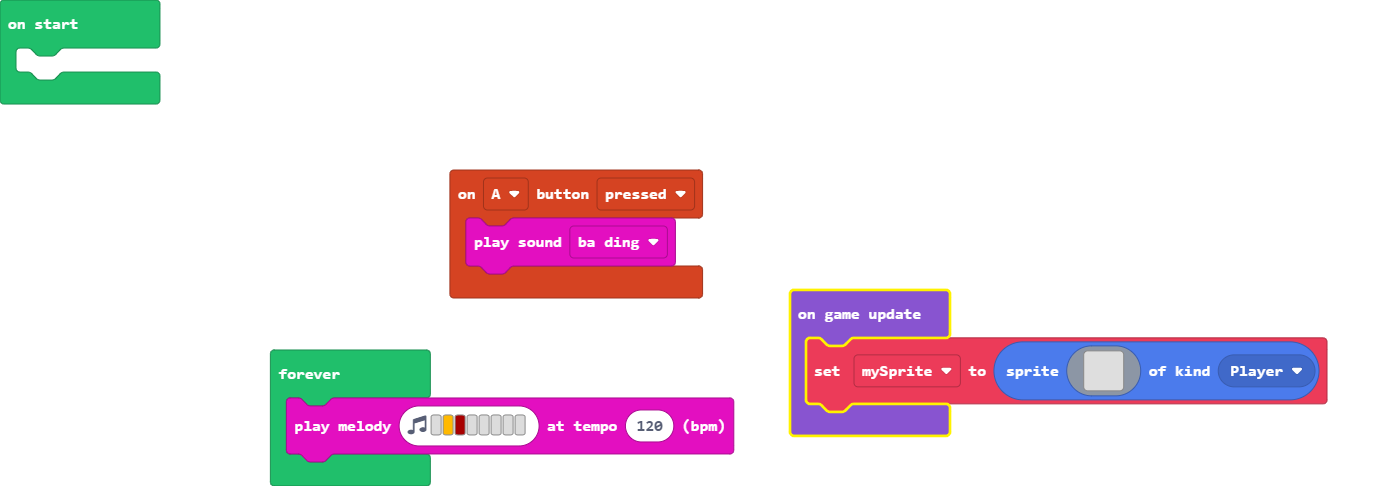 on start
on A button pressed
play sound ba ding
on game update
set mySprite to sprite of kind Player
forever
play melody at tempo 120 (bpm)